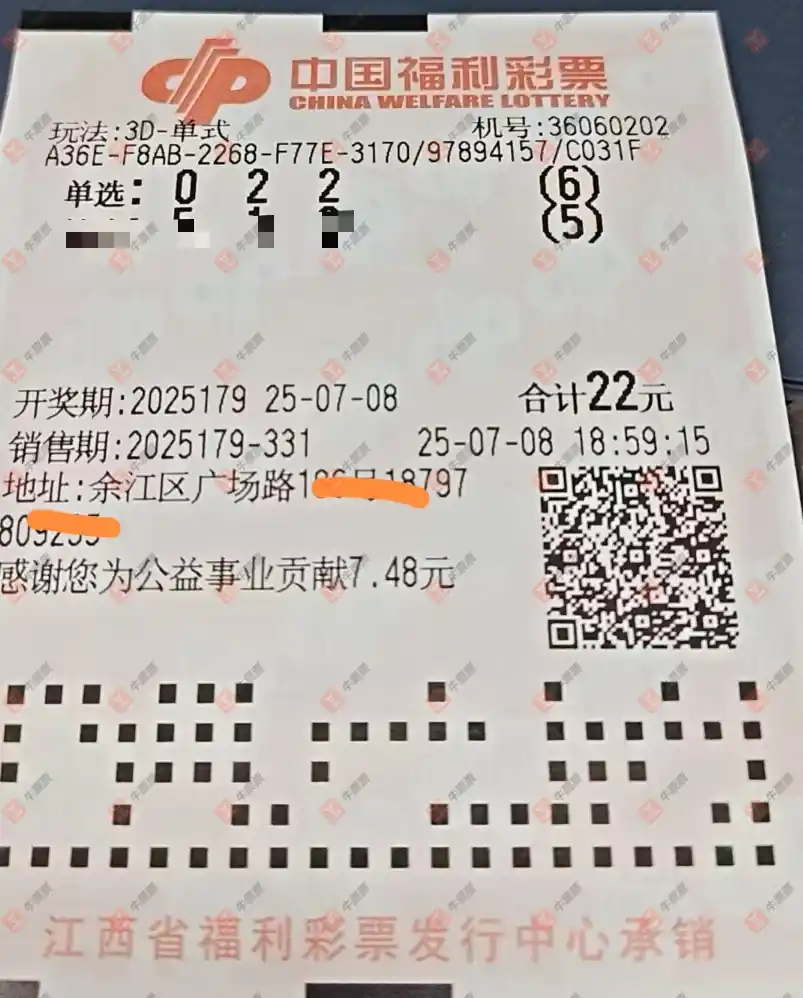 中国福利彩票
CHINA WELFARE LOTTERY
玩法:3D-单式 机号:36060202
A36E-F8AB-2268-F77E-3170/97894157/C031F
单选: 0 2 2 (6)
(5)
开奖期:2025179 25-07-08 合计22元
销售期:2025179-331 25-07-08 18:59:15
地址:余江区广场路1 18797
感谢您为公益事业贡献7.48元
江西省福利彩票发行中心承销